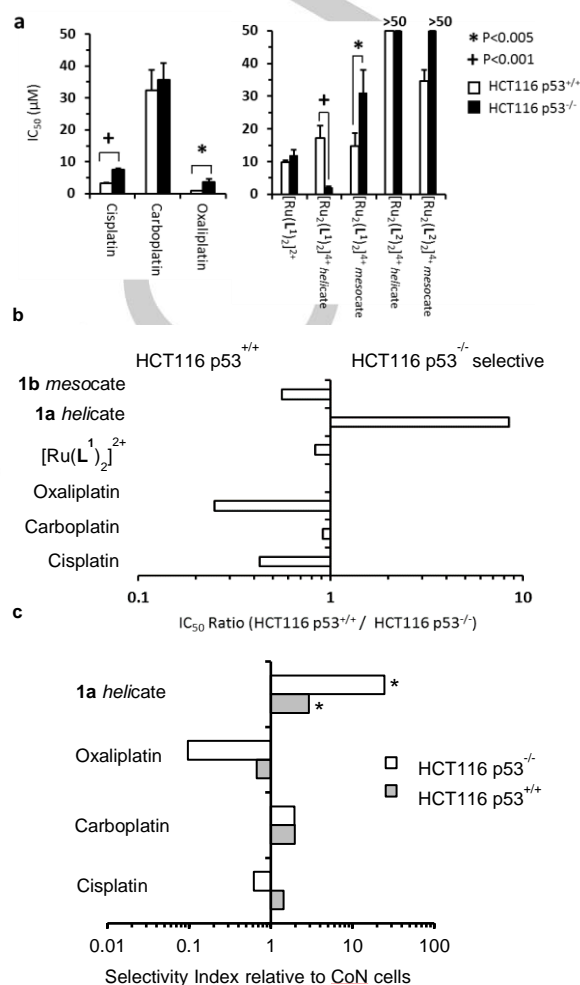 a
50
40
30
20
10
0
IC50 (µM)
+
*
Cisplatin
Carboplatin
Oxaliplatin
50
40
30
20
10
0
>50
>50
+
*
[Ru(L1)2]2+
[Ru2(L1)2]4+ helicate
[Ru2(L1)2]4+ mesocate
[Ru2(L2)2]4+ helicate
[Ru2(L2)2]4+ mesocate
* P<0.005
+ P<0.001
HCT116 p53+/+
HCT116 p53-/-
b
HCT116 p53+/+
HCT116 p53-/- selective
1b mesocate
1a helicate
[Ru(L1)2]2+
Oxaliplatin
Carboplatin
Cisplatin
0.1 1 10
IC50 Ratio (HCT116 p53+/+ / HCT116 p53-/-)
c
1a helicate
*
*
Oxaliplatin
Carboplatin
Cisplatin
HCT116 p53-/-
HCT116 p53+/+
0.01 0.1 1 10 100
Selectivity Index relative to CoN cells